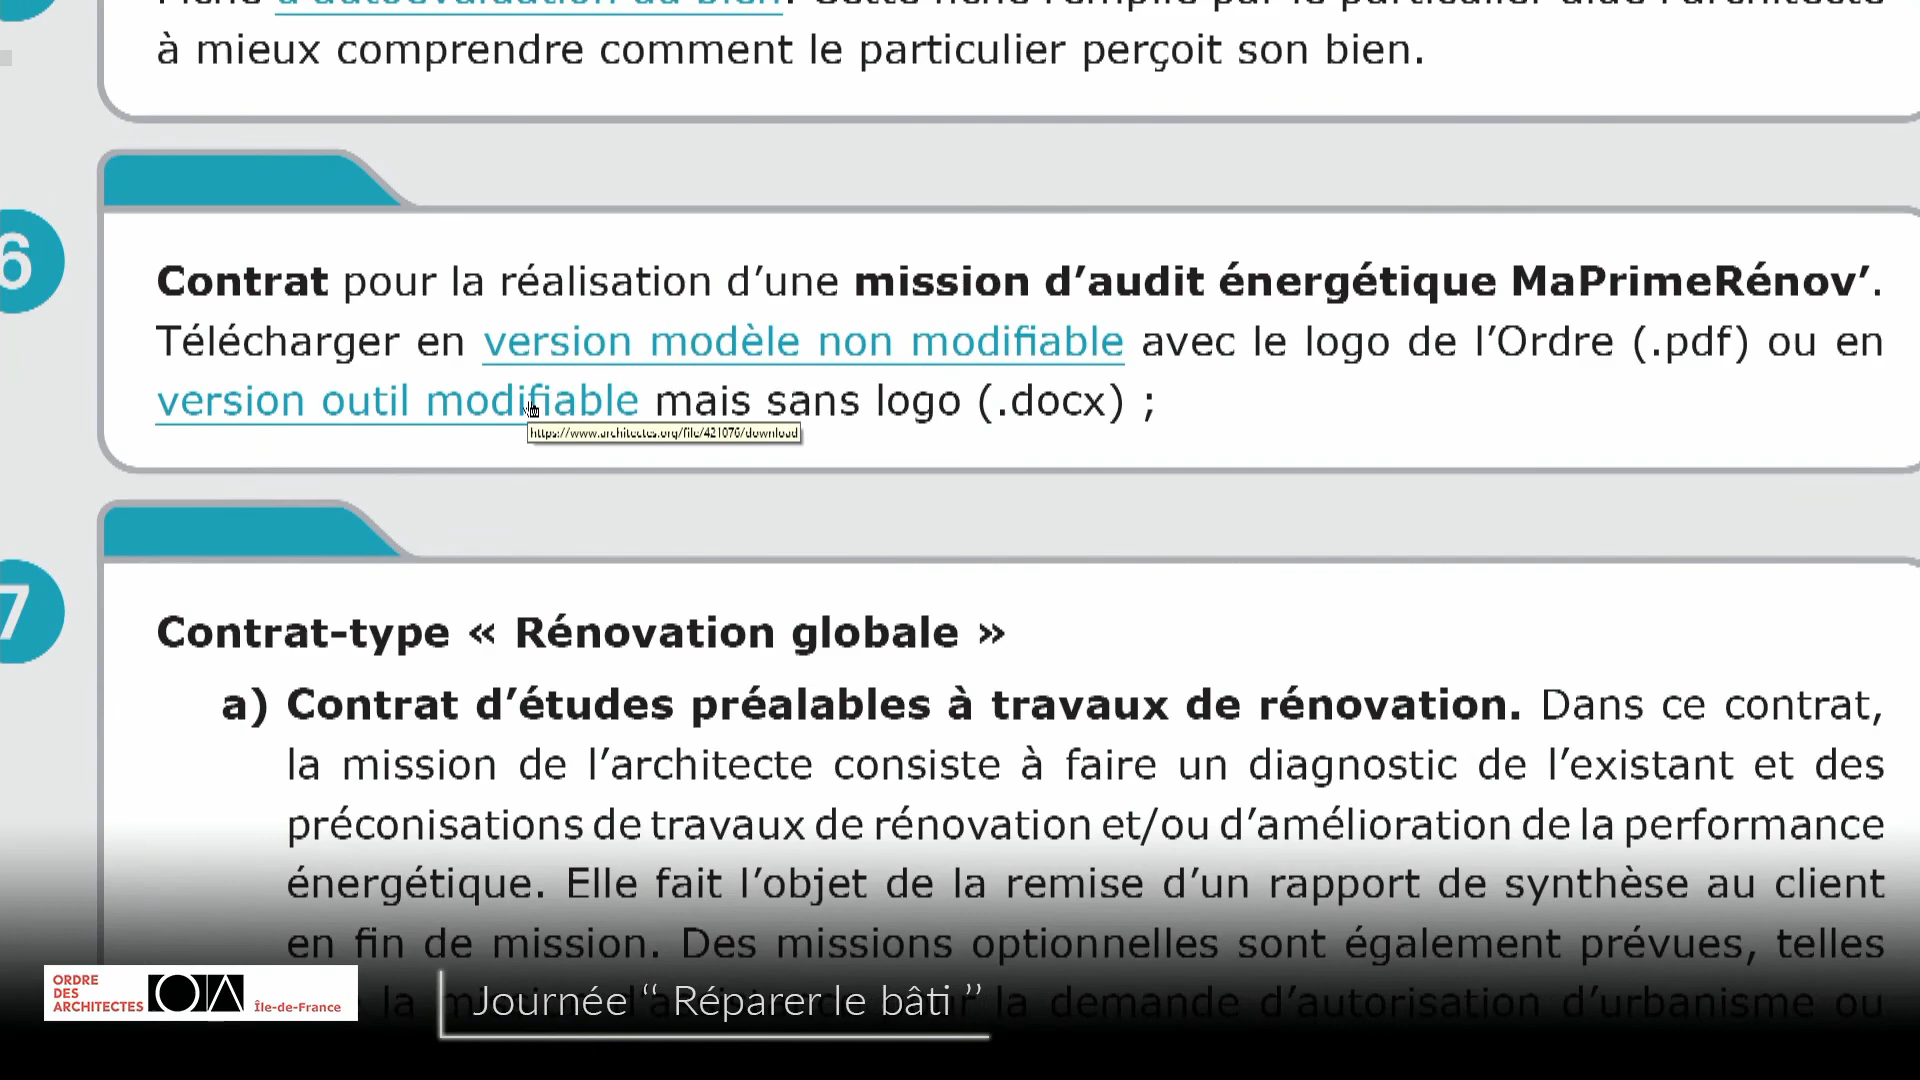 à mieux comprendre comment le particulier perçoit son bien.
6
Contrat pour la réalisation d’une mission d’audit énergétique MaPrimeRénov’.
Télécharger en version modèle non modifiable avec le logo de l’Ordre (.pdf) ou en
version outil modifiable mais sans logo (.docx) ;
https://www.architectes.org/file/421076/download
7
Contrat-type « Rénovation globale »
a) Contrat d’études préalables à travaux de rénovation. Dans ce contrat,
la mission de l’architecte consiste à faire un diagnostic de l’existant et des
préconisations de travaux de rénovation et/ou d’amélioration de la performance
énergétique. Elle fait l’objet de la remise d’un rapport de synthèse au client
en fin de mission. Des missions optionnelles sont également prévues, telles
la la demande d’autorisation d’urbanisme ou
ORDRE
DES
ARCHITECTES
Île-de-France
Journée “ Réparer le bâti ”